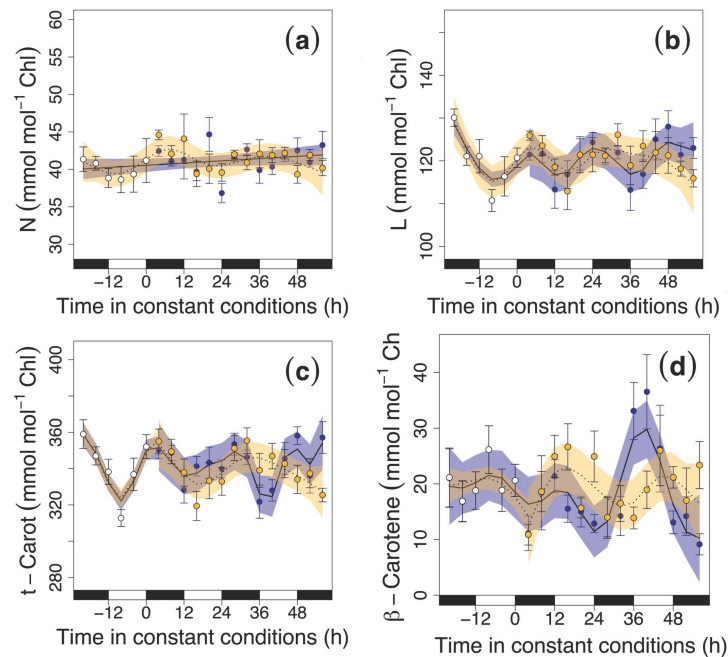 (a)
N (mmol mol⁻¹ Chl)
30 35 40 45 50 55 60
−12 0 12 24 36 48
Time in constant conditions (h)
(b)
L (mmol mol⁻¹ Chl)
100 120 140
−12 0 12 24 36 48
Time in constant conditions (h)
(c)
t − Carot (mmol mol⁻¹ Chl)
280 320 360 400
−12 0 12 24 36 48
Time in constant conditions (h)
(d)
β − Carotene (mmol mol⁻¹ Ch
0 10 20 30 40
−12 0 12 24 36 48
Time in constant conditions (h)